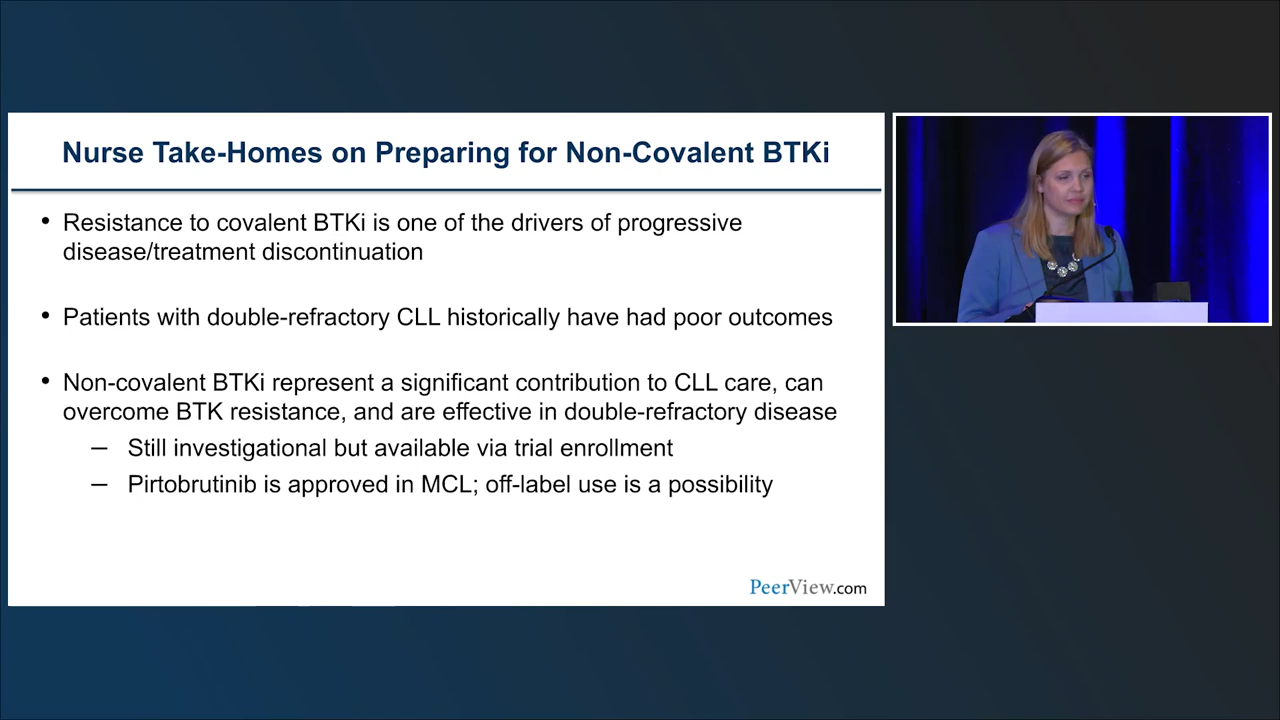 Nurse Take-Homes on Preparing for Non-Covalent BTKi
• Resistance to covalent BTKi is one of the drivers of progressive
disease/treatment discontinuation
• Patients with double-refractory CLL historically have had poor outcomes
• Non-covalent BTKi represent a significant contribution to CLL care, can
overcome BTK resistance, and are effective in double-refractory disease
– Still investigational but available via trial enrollment
– Pirtobrutinib is approved in MCL; off-label use is a possibility
PeerView.com